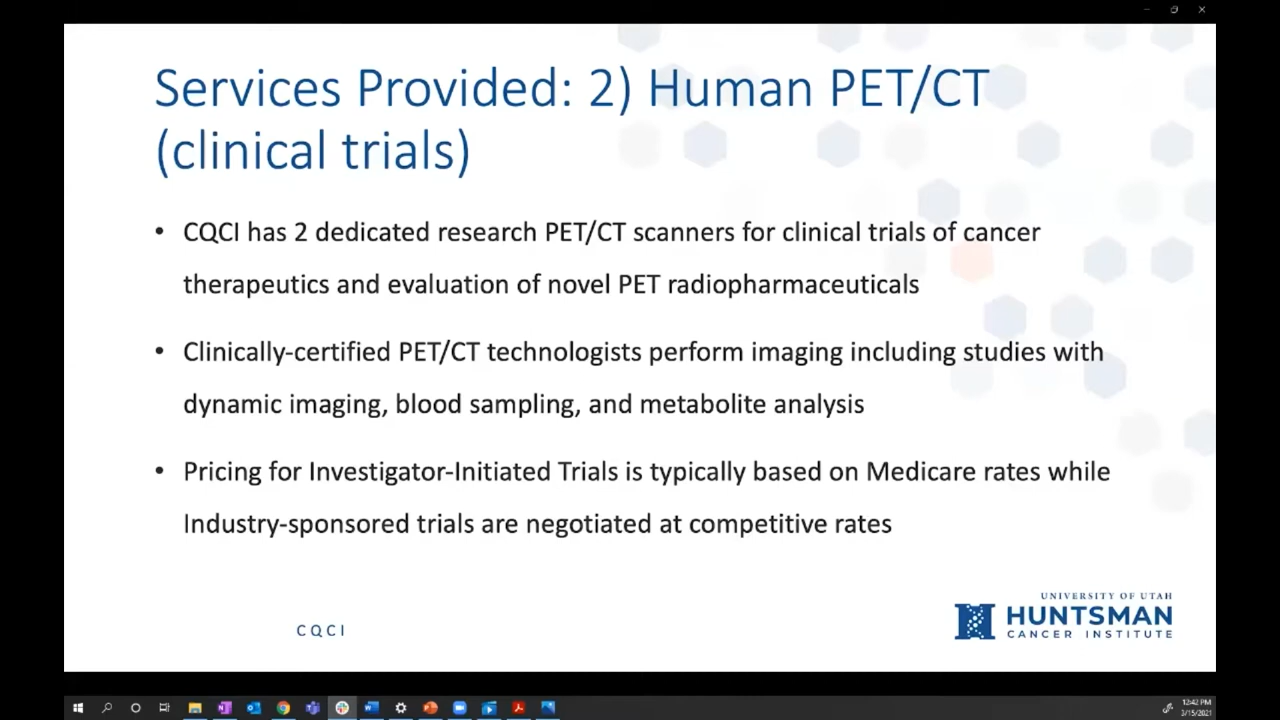 Services Provided: 2) Human PET/CT
(clinical trials)
• CQCI has 2 dedicated research PET/CT scanners for clinical trials of cancer
therapeutics and evaluation of novel PET radiopharmaceuticals
• Clinically-certified PET/CT technologists perform imaging including studies with
dynamic imaging, blood sampling, and metabolite analysis
• Pricing for Investigator-Initiated Trials is typically based on Medicare rates while
Industry-sponsored trials are negotiated at competitive rates
CQCI
UNIVERSITY OF UTAH
HUNTSMAN
CANCER INSTITUTE
12:42 PM
3/15/2021